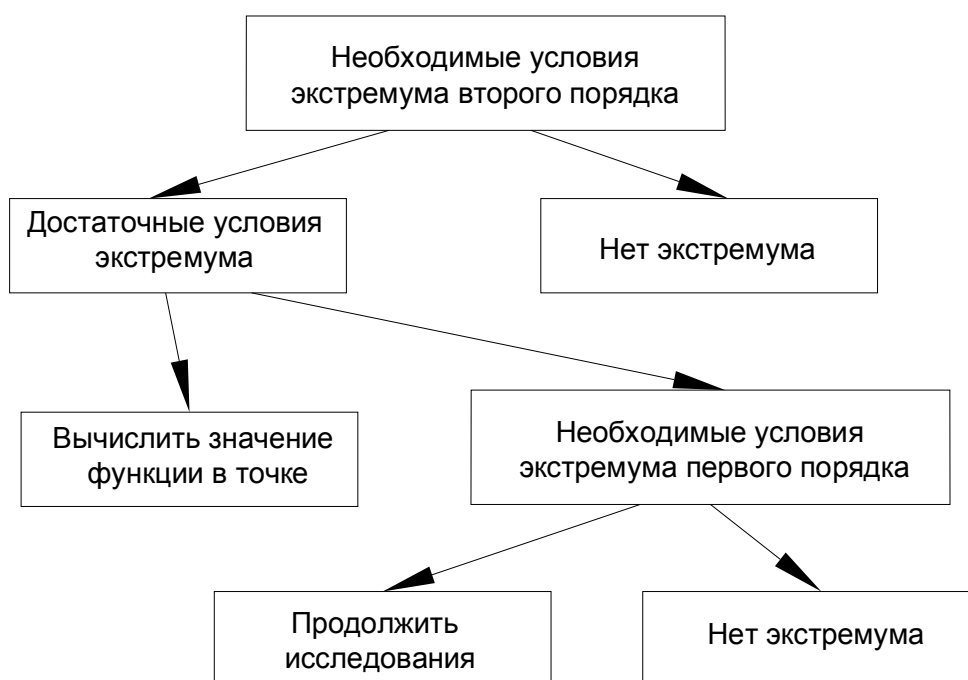 Необходимые условия
экстремума второго порядка
Достаточные условия
экстремума
Нет экстремума
Вычислить значение
функции в точке
Необходимые условия
экстремума первого порядка
Продолжить
исследования
Нет экстремума